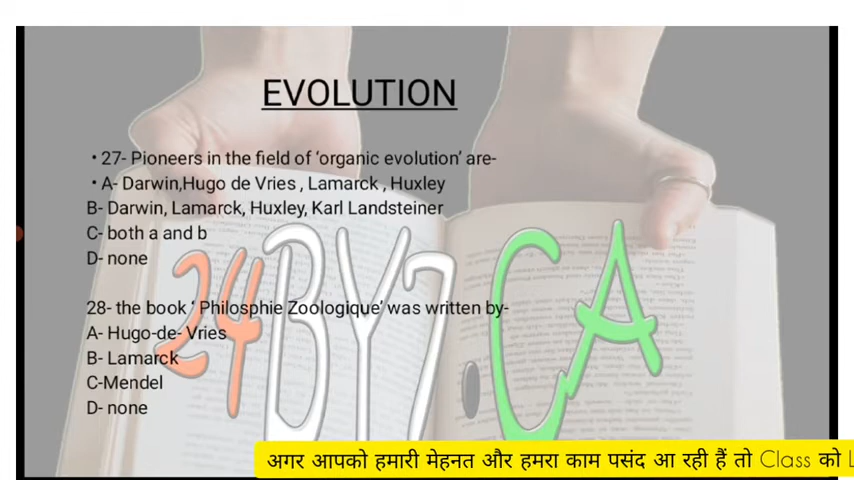 EVOLUTION
• 27- Pioneers in the field of ‘organic evolution’ are-
• A- Darwin,Hugo de Vries , Lamarck , Huxley
B- Darwin, Lamarck, Huxley, Karl Landsteiner
C- both a and b
D- none
28- the book ‘ Philosphie Zoologique’ was written by-
A- Hugo-de- Vries
B- Lamarck
C-Mendel
D- none
24BY7.CA
अगर आपको हमारी मेहनत और हमरा काम पसंद आ रही हैं तो Class को L